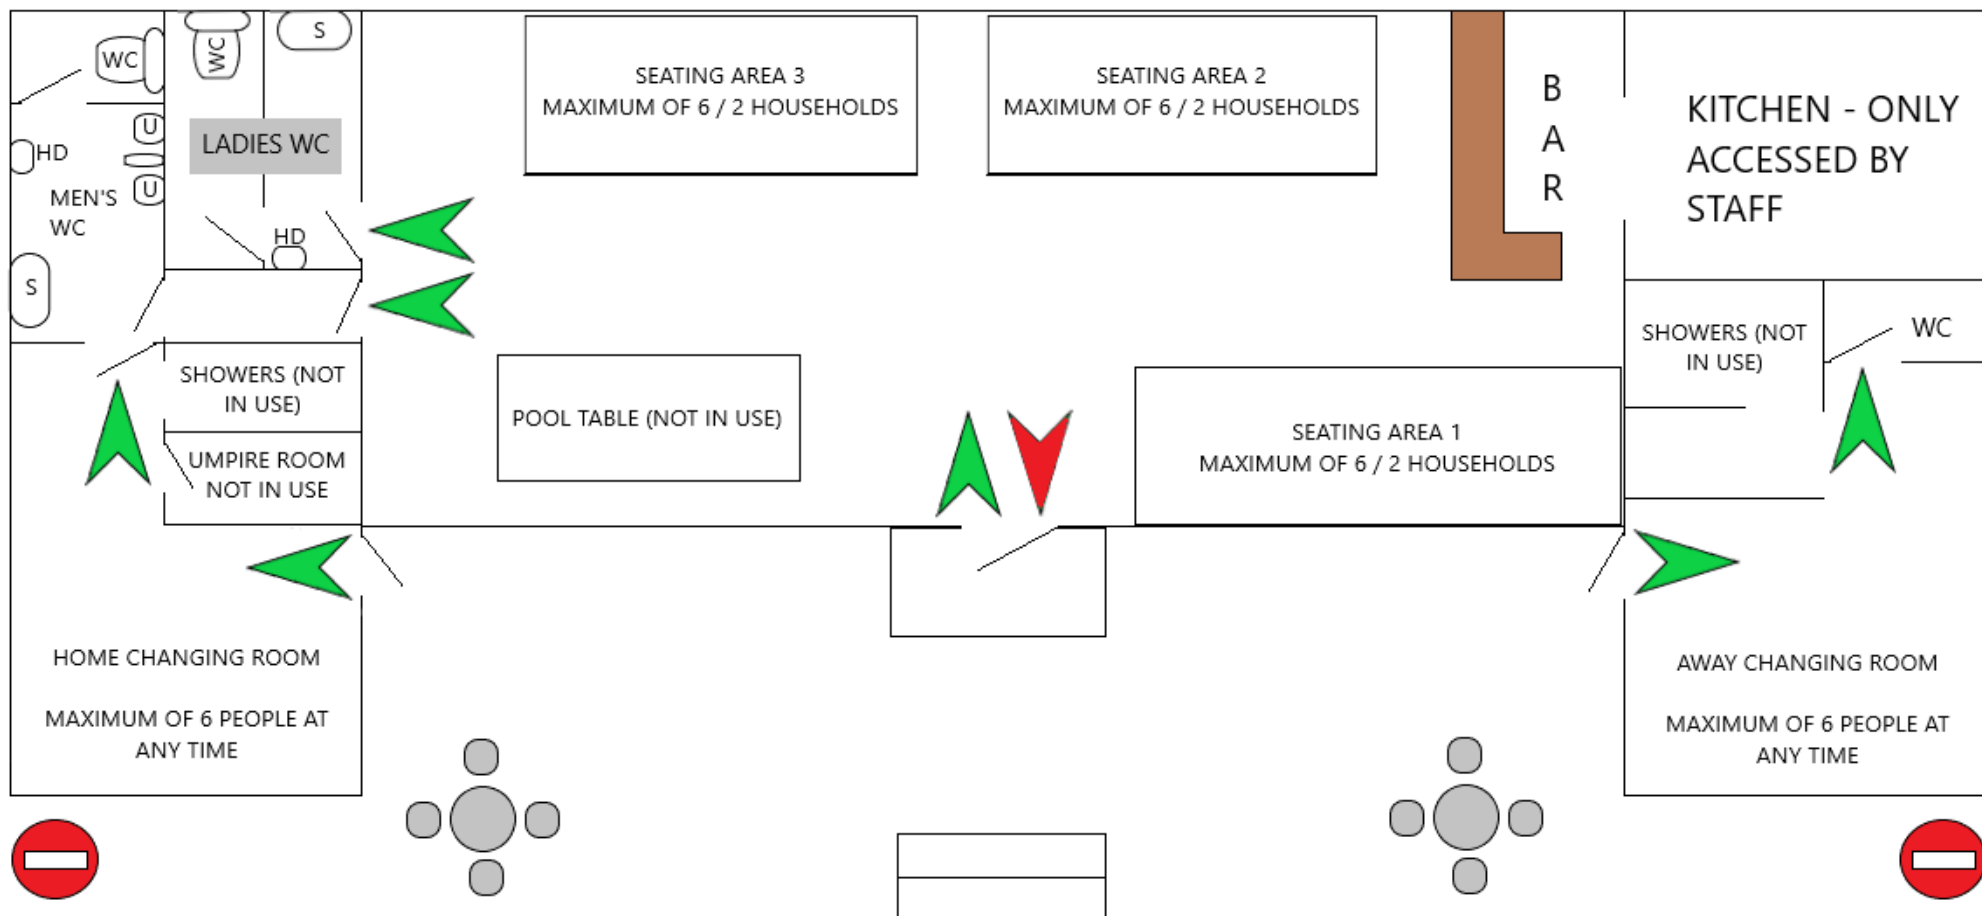 WC
WC
S
HD
U
U
MEN'S
WC
LADIES WC
HD
S
SEATING AREA 3
MAXIMUM OF 6 / 2 HOUSEHOLDS
SEATING AREA 2
MAXIMUM OF 6 / 2 HOUSEHOLDS
B
A
R
KITCHEN - ONLY
ACCESSED BY
STAFF
SHOWERS (NOT
IN USE)
UMPIRE ROOM
NOT IN USE
POOL TABLE (NOT IN USE)
SEATING AREA 1
MAXIMUM OF 6 / 2 HOUSEHOLDS
SHOWERS (NOT
IN USE)
WC
HOME CHANGING ROOM
MAXIMUM OF 6 PEOPLE AT
ANY TIME
AWAY CHANGING ROOM
MAXIMUM OF 6 PEOPLE AT
ANY TIME